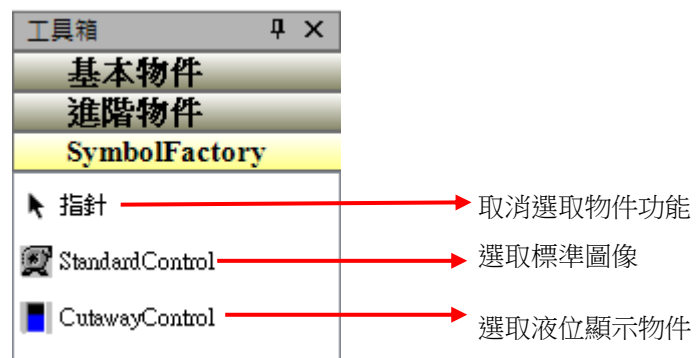 工具箱
基本物件
進階物件
SymbolFactory
指針
取消選取物件功能
StandardControl
選取標準圖像
CutawayControl
選取液位顯示物件